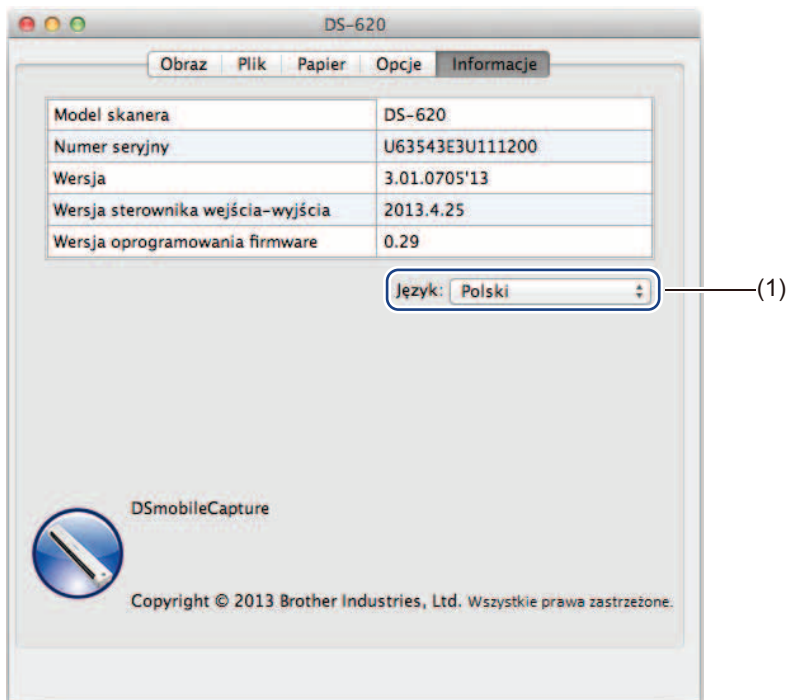 DS-620
Obraz Plik Papier Opcje Informacje
Model skanera DS-620
Numer seryjny U63543E3U111200
Wersja 3.01.0705'13
Wersja sterownika wejścia-wyjścia 2013.4.25
Wersja oprogramowania firmware 0.29
Język: Polski (1)
DSmobileCapture
Copyright © 2013 Brother Industries, Ltd. Wszystkie prawa zastrzeżone.